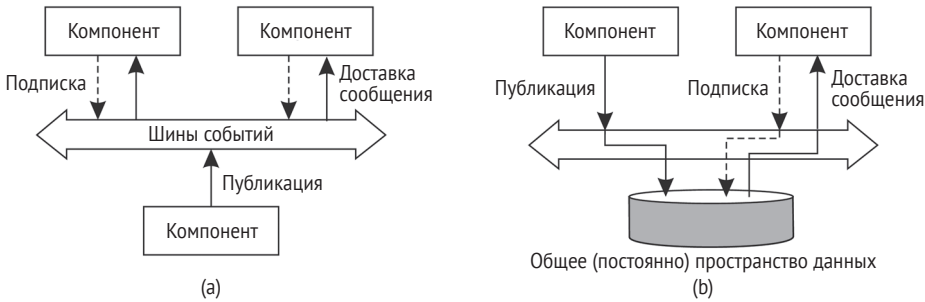 Компонент
Компонент
Подписка
Доставка
сообщения
Шины событий
Публикация
Компонент
(a)
Компонент
Компонент
Публикация
Подписка
Доставка
сообщения
Общее (постоянно) пространство данных
(b)